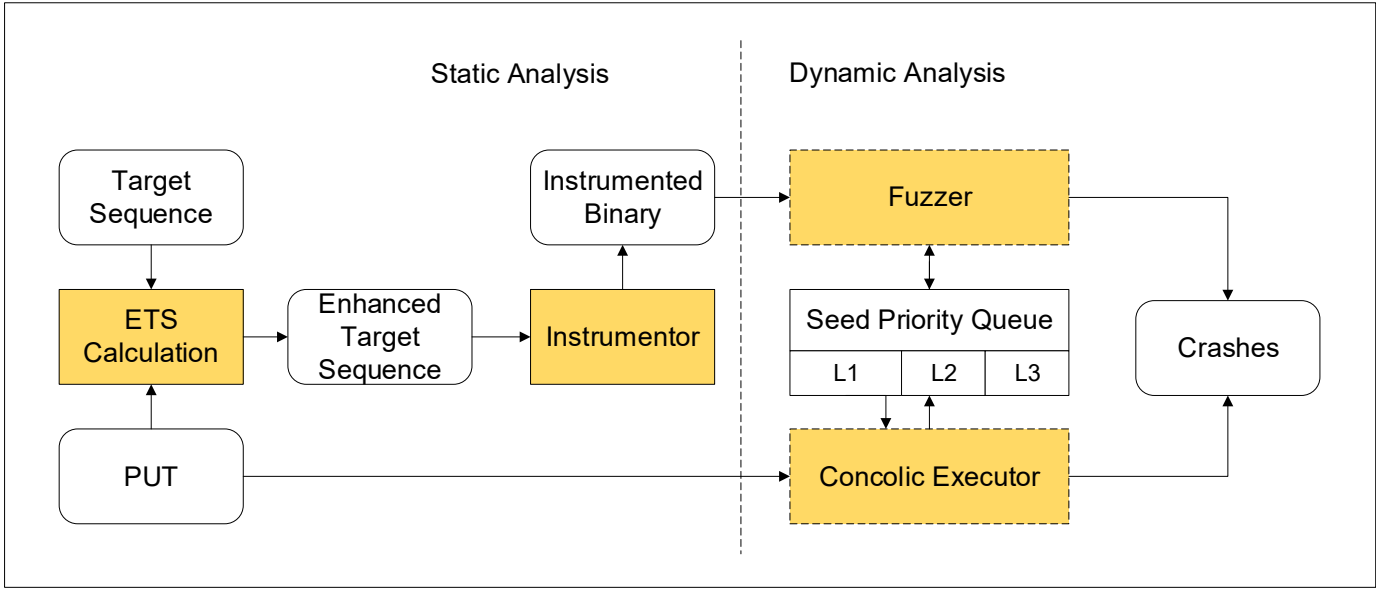 Static Analysis
Dynamic Analysis
Target
Sequence
Instrumented
Binary
Fuzzer
ETS
Calculation
Enhanced
Target
Sequence
Instrumentor
Seed Priority Queue
L1
L2
L3
Crashes
PUT
Concolic Executor